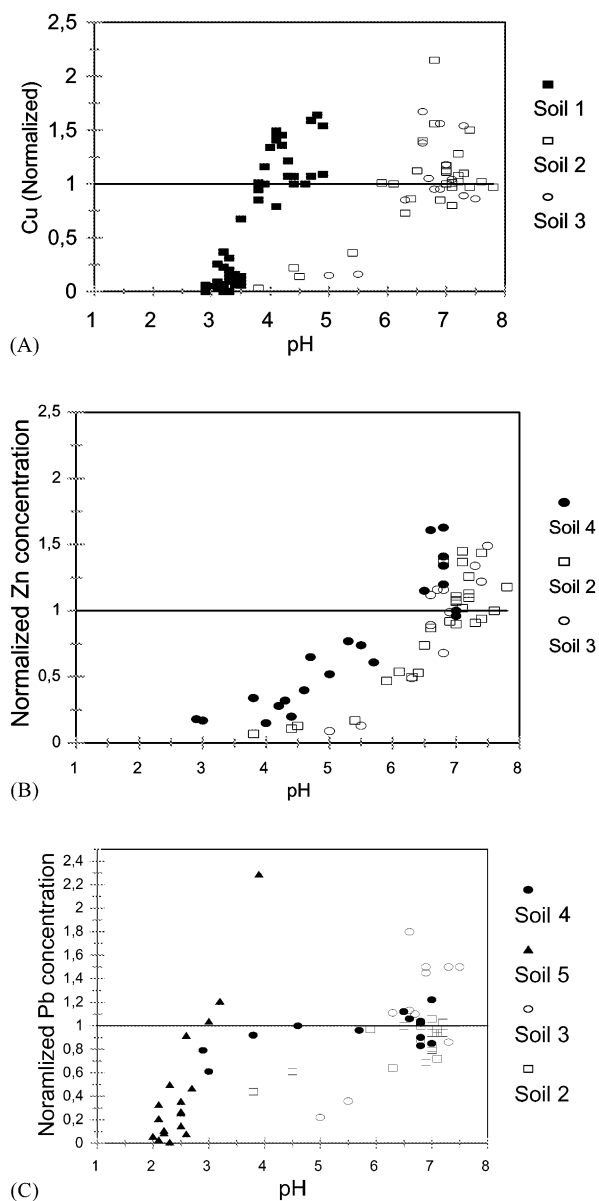 2,5
2
1,5
1
0,5
0
Cu (Normalized)
1 2 3 4 5 6 7 8
pH
(A)
Soil 1
Soil 2
Soil 3
2,5
2
1,5
1
0,5
0
Normalized Zn concentration
1 2 3 4 5 6 7 8
pH
(B)
Soil 4
Soil 2
Soil 3
2,4
2,2
2
1,8
1,6
1,4
1,2
1
0,8
0,6
0,4
0,2
0
Noramlized Pb concentration
1 2 3 4 5 6 7 8
pH
(C)
Soil 4
Soil 5
Soil 3
Soil 2